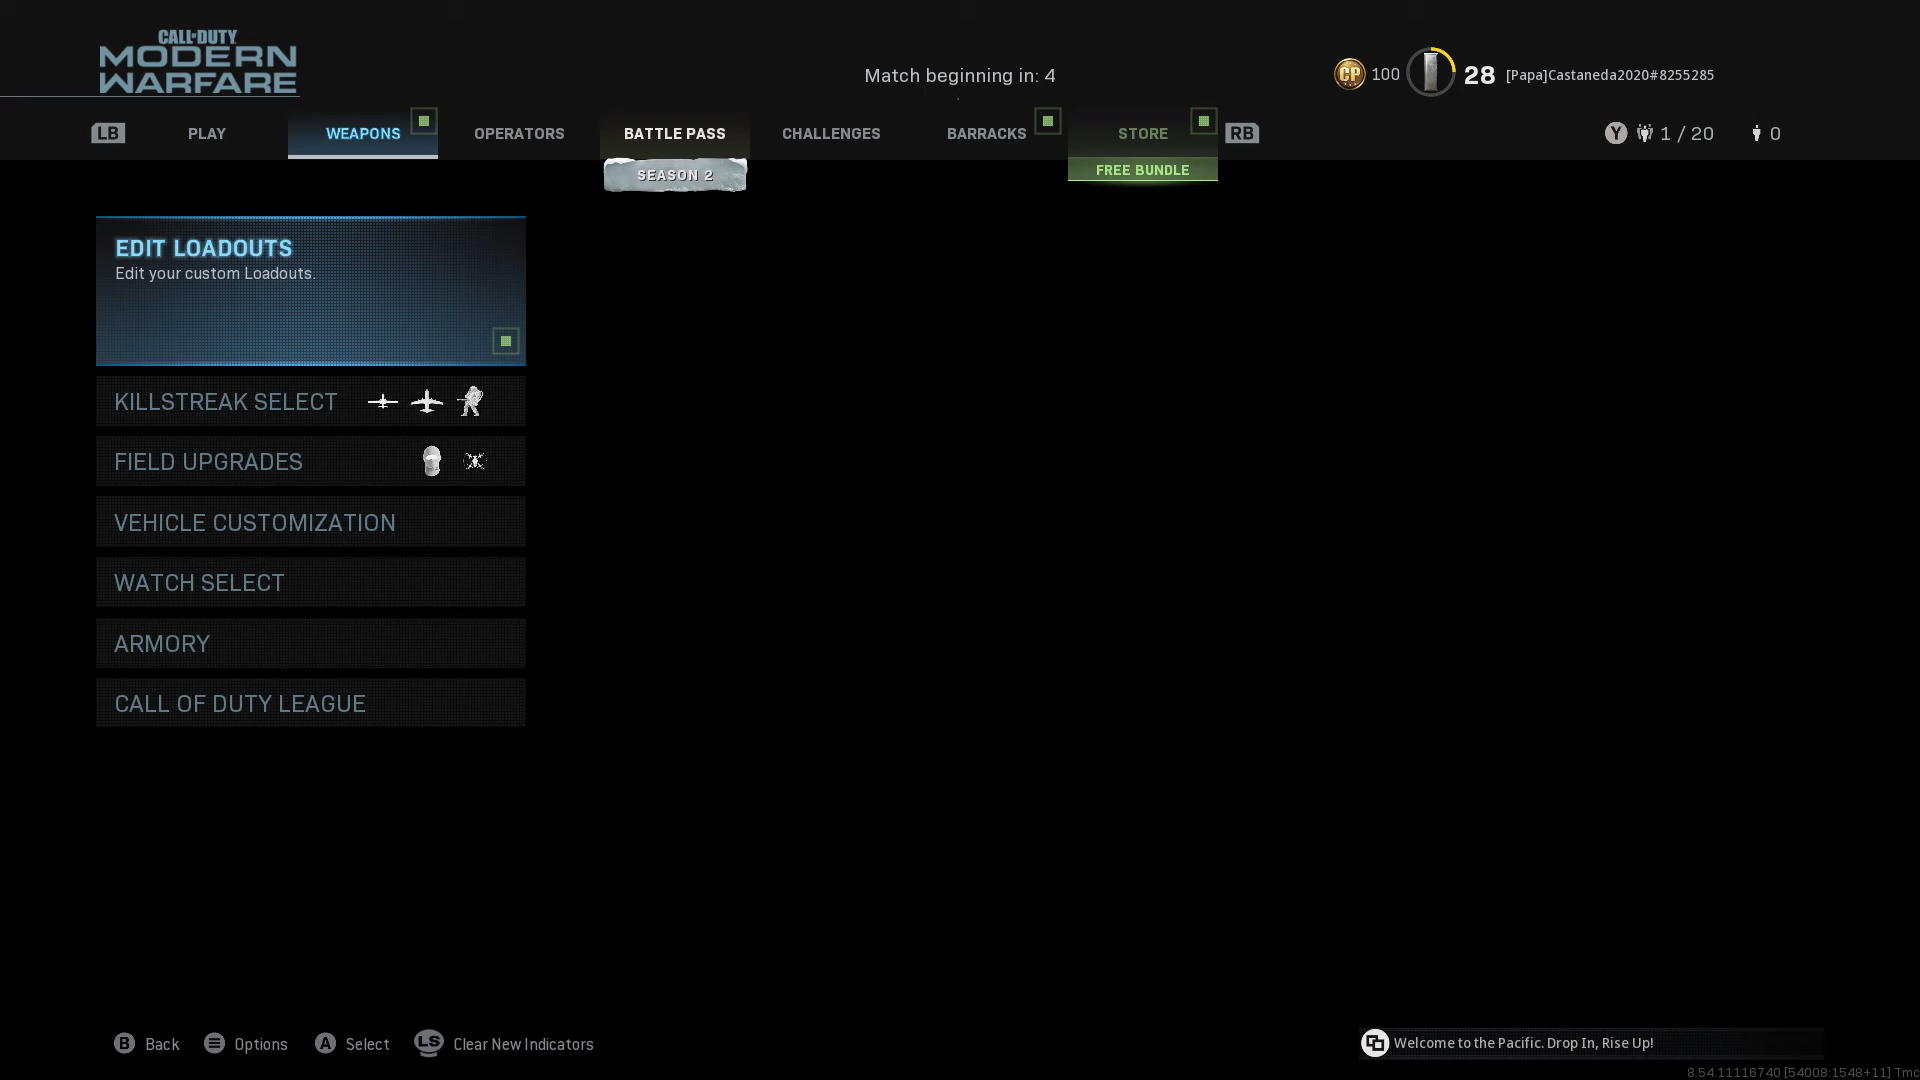 CALL OF DUTY
MODERN
WARFARE
Match beginning in: 4
CP 100
28 [Papa]Castaneda2020#8255285
LB PLAY WEAPONS OPERATORS BATTLE PASS CHALLENGES BARRACKS STORE RB
Y 1 / 20 0
SEASON 2
FREE BUNDLE
EDIT LOADOUTS
Edit your custom Loadouts.
KILLSTREAK SELECT
FIELD UPGRADES
VEHICLE CUSTOMIZATION
WATCH SELECT
ARMORY
CALL OF DUTY LEAGUE
B Back Options A Select LS Clear New Indicators
Welcome to the Pacific. Drop In, Rise Up!
8.54.11116740 [54008:1548+11] Tmc